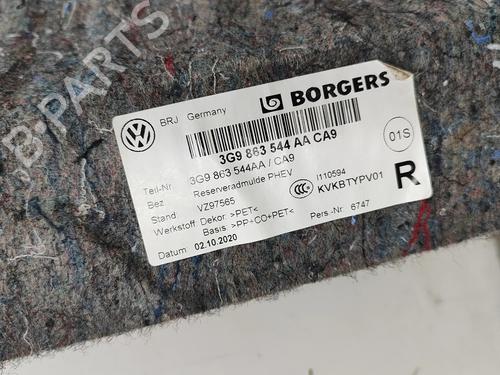 BRJ Germany
BORGERS
3G9 863 544 AA CA9
01S
Teil-Nr 3G9 863 544AA / CA9
Bez Reserveradmulde PHEV
I110594
Stand VZ97565
KVKBTYPV01
R
Werkstoff Dekor: >PET<
Basis: >PP+CO+PET<
Pers.-Nr: 6747
Datum 02.10.2020